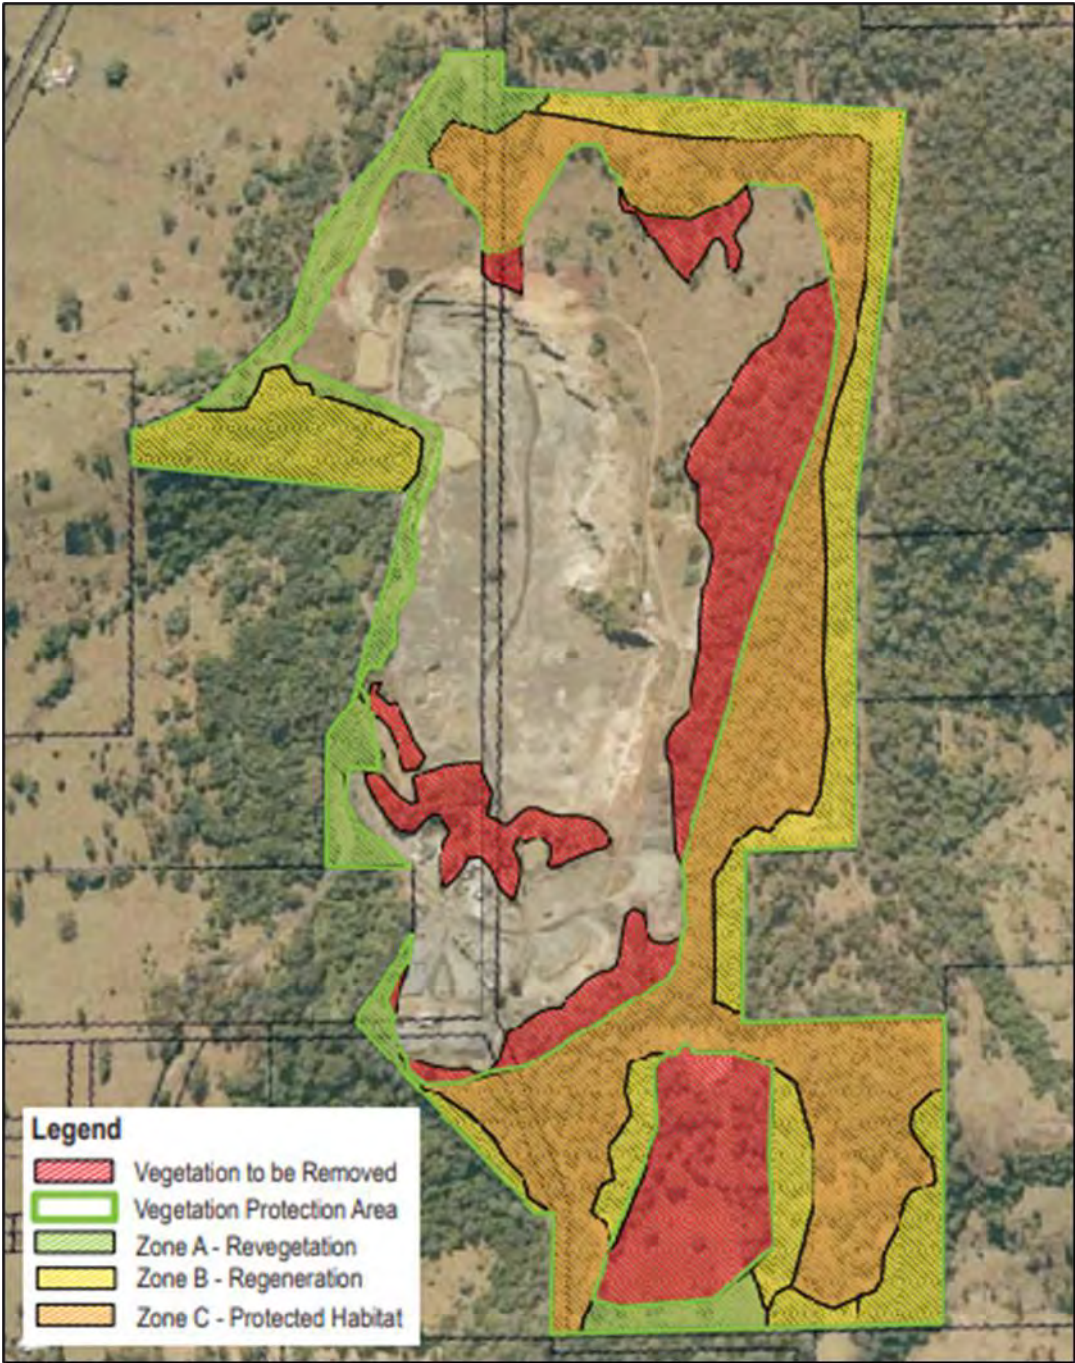 Legend
Vegetation to be Removed
Vegetation Protection Area
Zone A - Revegetation
Zone B - Regeneration
Zone C - Protected Habitat